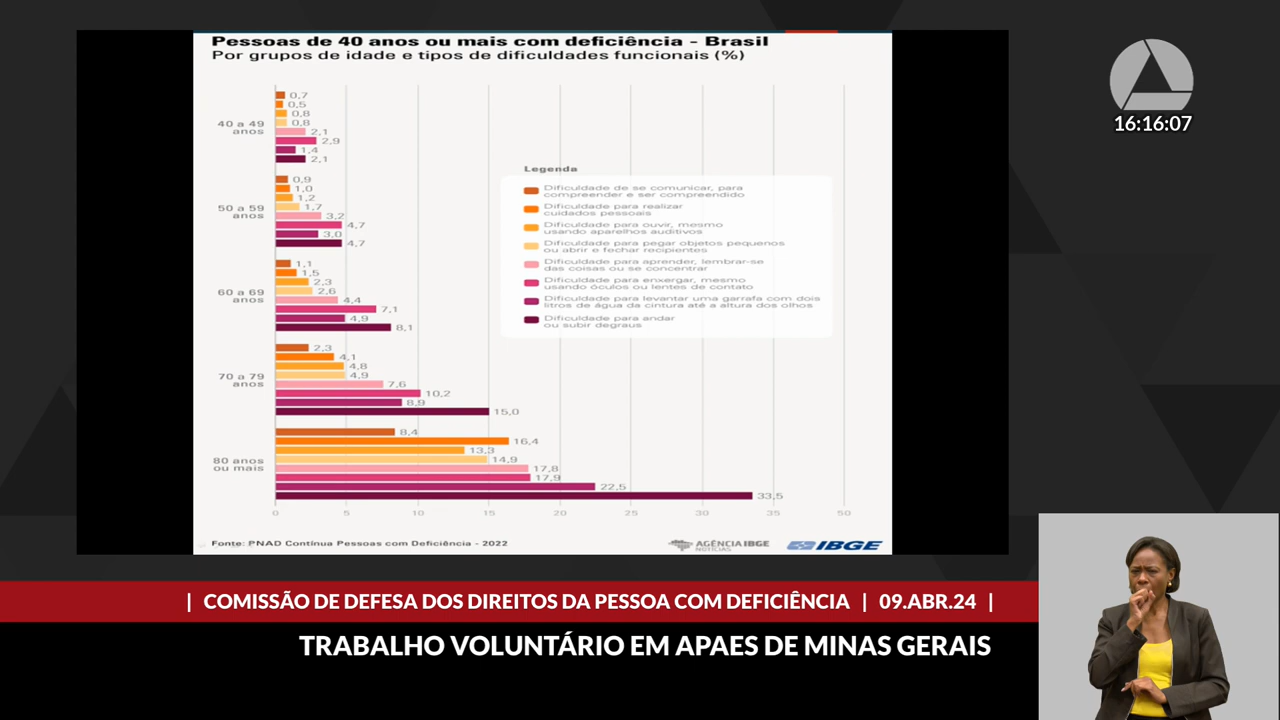 Pessoas de 40 anos ou mais com deficiência - Brasil
Por grupos de idade e tipos de dificuldades funcionais (%)
16:16:07
40 a 49
anos
0,7
0,5
0,8
0,8
2,1
2,9
1,4
2,1
50 a 59
anos
0,9
1,0
1,2
1,7
3,2
4,7
3,0
4,7
60 a 69
anos
1,1
1,5
2,3
2,6
4,4
7,1
4,9
8,1
70 a 79
anos
2,3
4,1
4,8
4,9
7,6
10,2
8,9
15,0
80 anos
ou mais
8,4
16,4
13,3
14,9
17,8
17,9
22,5
33,5
0 5 10 15 20 25 30 35 50
Legenda
Dificuldade de se comunicar, para
compreender e ser compreendido
Dificuldade para realizar
cuidados pessoais
Dificuldade para ouvir, mesmo
usando aparelhos auditivos
Dificuldade para pegar objetos pequenos
ou abrir e fechar recipientes
Dificuldade para aprender, lembrar-se
das coisas ou se concentrar
Dificuldade para enxergar, mesmo
usando óculos ou lentes de contato
Dificuldade para levantar uma garrafa com dois
litros de água da cintura até a altura dos olhos
Dificuldade para andar
ou subir degraus
Fonte: PNAD Contínua Pessoas com Deficiência - 2022
AGÊNCIA IBGE
NOTÍCIAS
IBGE
| COMISSÃO DE DEFESA DOS DIREITOS DA PESSOA COM DEFICIÊNCIA | 09.ABR.24 |
TRABALHO VOLUNTÁRIO EM APAES DE MINAS GERAIS